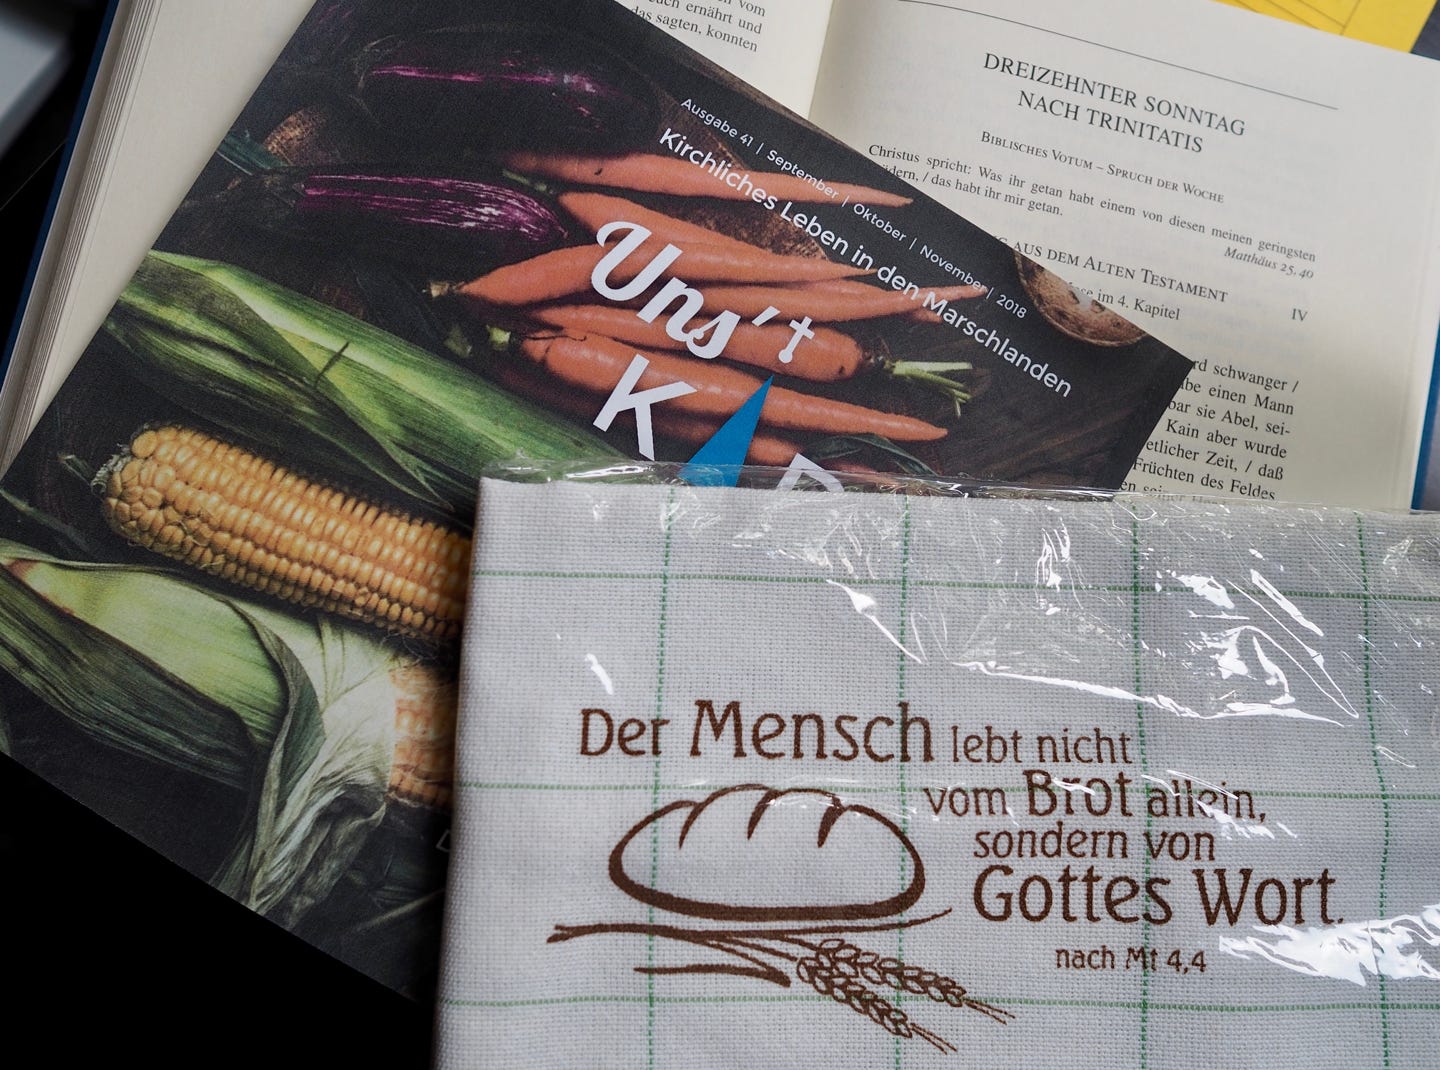 vom
euch ernährt und
das sagten, konnten
DREIZEHNTER SONNTAG
NACH TRINITATIS
BIBLISCHES VOTUM – SPRUCH DER WOCHE
Christus spricht: Was ihr getan habt einem von diesen meinen geringsten
/ das habt ihr mir getan.
Matthäus 25, 40
AUS DEM ALTEN TESTAMENT
im 4. Kapitel IV
schwanger /
einen Mann
sie Abel, sei-
Kain aber wurde
etlicher Zeit, / daß
Früchten des Feldes
Ausgabe 41 | September | Oktober | November | 2018
Kirchliches Leben in den Marschlanden
Uns't
K
Der Mensch lebt nicht
vom Brot allein,
sondern von
Gottes Wort.
nach Mt 4,4